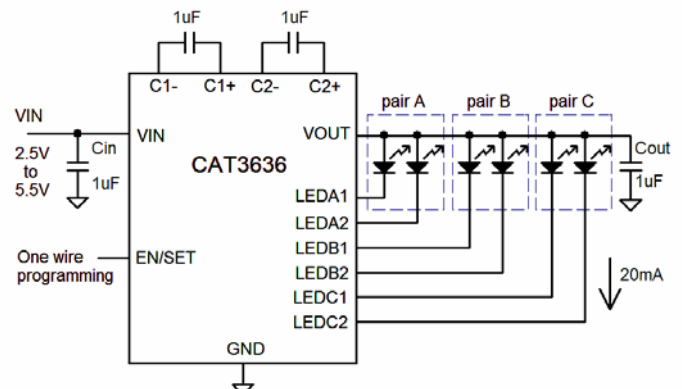 1uF
1uF
C1-
C1+
C2-
C2+
pair A
pair B
pair C
VIN
Cin
VIN
VOUT
Cout
2.5V
to
5.5V
1uF
CAT3636
1uF
LEDA1
LEDA2
LEDB1
One wire
programming
EN/SET
LEDB2
20mA
LEDC1
LEDC2
GND